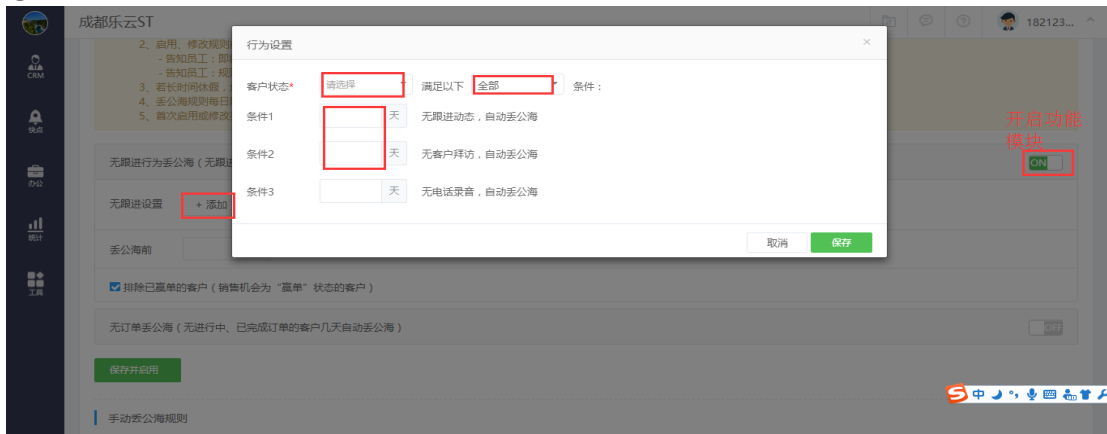 成都乐云ST
182123...
2、启用、修改规则
- 告知员工：即
- 告知员工：规
3、若长时间休假，
4、丢公海规则每日
5、首次启用或修改
行为设置
×
客户状态* 请选择 满足以下 全部 条件：
条件1 天 无跟进动态，自动丢公海
条件2 天 无客户拜访，自动丢公海
条件3 天 无电话录音，自动丢公海
取消 保存
开启功能
模块
CRM
快点
办公
统计
工具
无跟进行为丢公海（无跟进
ON
无跟进设置 + 添加
丢公海前
排除已赢单的客户（销售机会为“赢单”状态的客户）
无订单丢公海（无进行中、已完成订单的客户几天自动丢公海）
OFF
保存并启用
手动丢公海规则
中